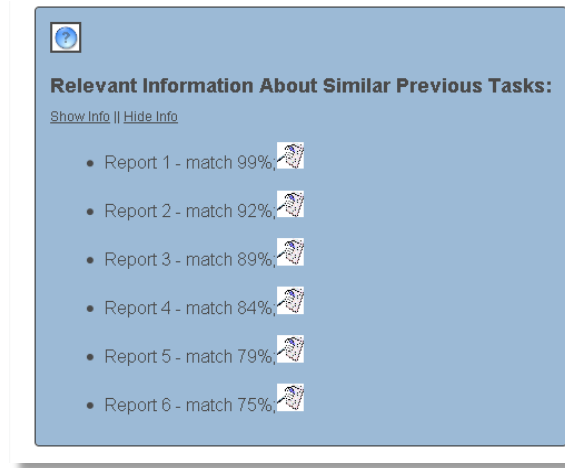 Relevant Information About Similar Previous Tasks:
Show Info || Hide Info
Report 1 - match 99%;
Report 2 - match 92%;
Report 3 - match 89%;
Report 4 - match 84%;
Report 5 - match 79%;
Report 6 - match 75%;